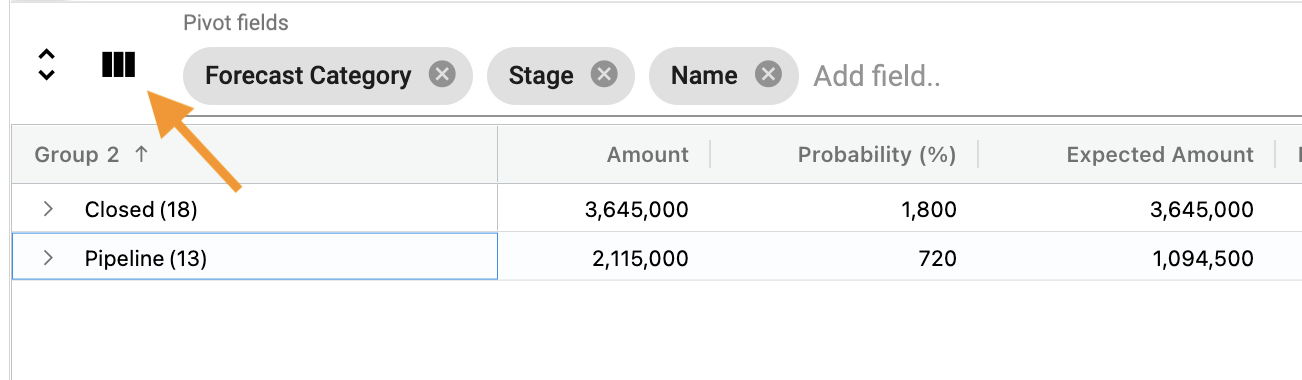 Pivot fields
Forecast Category Stage Name Add field..
Group 2 ↑ Amount Probability (%) Expected Amount
Closed (18) 3,645,000 1,800 3,645,000
Pipeline (13) 2,115,000 720 1,094,500